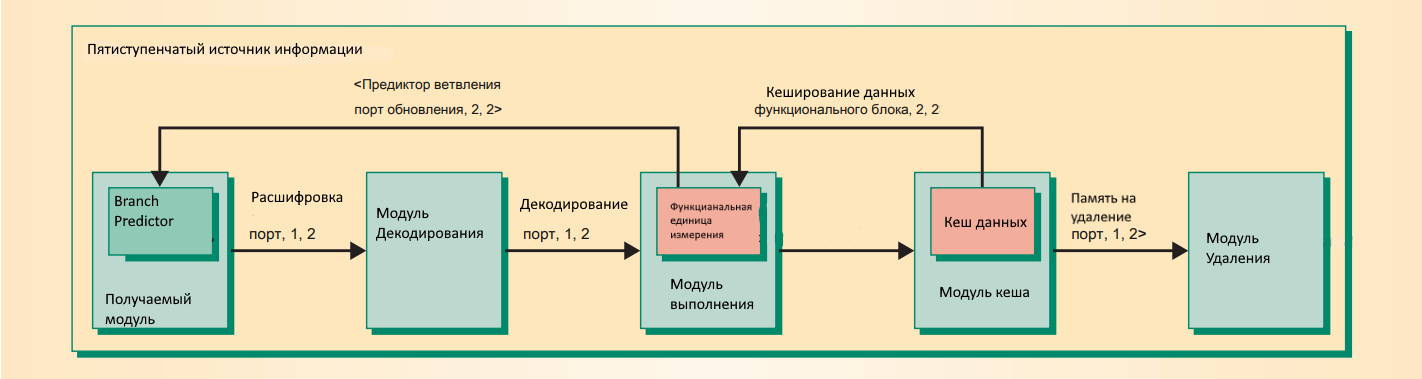 Пятиступенчатый источник информации
<Предиктор ветвления
порт обновления, 2, 2>
Кеширование данных
функционального блока, 2, 2
Branch
Predictor
Получаемый
модуль
Расшифровка
порт, 1, 2
Модуль
Декодирования
Декодирование
порт, 1, 2
Функцианальная
единица
измерения
Модуль
выполнения
Кеш данных
Модуль кеша
Память на
удаление
порт, 1, 2>
Модуль
Удаления